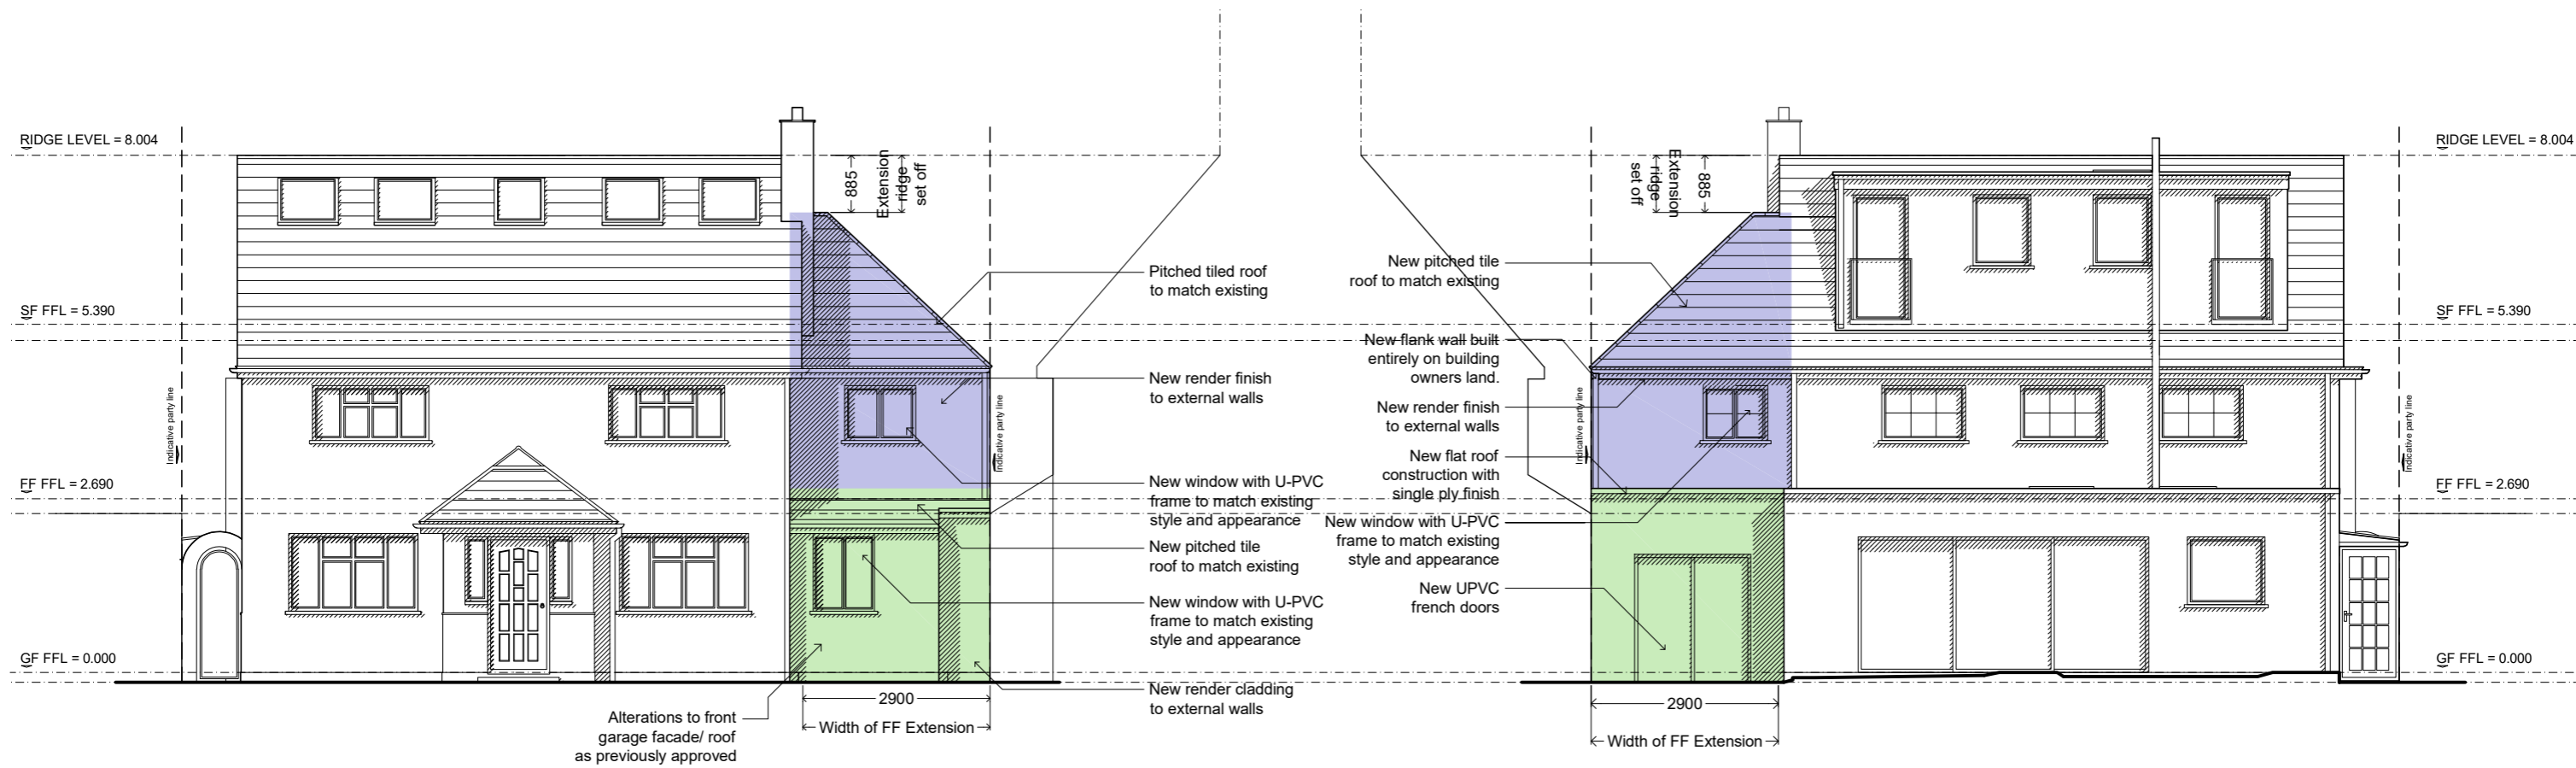 RIDGE LEVEL = 8.004
SF FFL = 5.390
FF FFL = 2.690
GF FFL = 0.000
Indicative party line
885
Extension
ridge
set off
Indicative party line
Pitched tiled roof
to match existing
New render finish
to external walls
New window with U-PVC
frame to match existing
style and appearance
New pitched tile
roof to match existing
New window with U-PVC
frame to match existing
style and appearance
New render cladding
to external walls
2900
Width of FF Extension
Alterations to front
garage facade/ roof
as previously approved
Extension
ridge
set off
885
New pitched tile
roof to match existing
New flank wall built
entirely on building
owners land.
New render finish
to external walls
New flat roof
construction with
single ply finish
New window with U-PVC
frame to match existing
style and appearance
New UPVC
french doors
Indicative party line
2900
Width of FF Extension
Indicative party line
RIDGE LEVEL = 8.004
SF FFL = 5.390
FF FFL = 2.690
GF FFL = 0.000